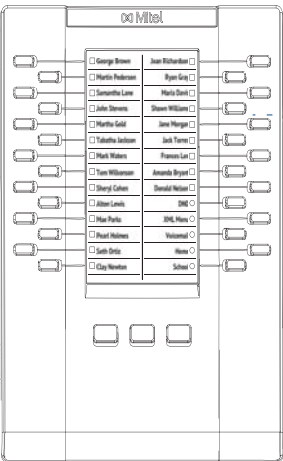 Mitel
George Brown
Martin Pederson
Samantha Lane
John Stevens
Martha Gold
Tabatha Jackson
Mark Waters
Tom Wilkerson
Sheryl Cohen
Alton Lewis
Mae Parks
Pearl Holmes
Seth Ortiz
Clay Newton
Jean Richardson
Ryan Gray
Maria Davis
Shawn Williams
Jane Morgan
Jack Turner
Frances Lee
Amanda Bryant
Donald Nelson
DND
XML Menu
Voicemail
Home
School